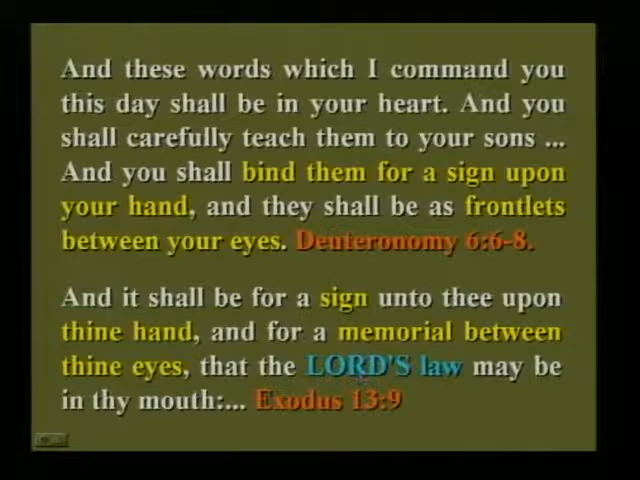 And these words which I command you
this day shall be in your heart. And you
shall carefully teach them to your sons ...
And you shall bind them for a sign upon
your hand, and they shall be as frontlets
between your eyes. Deuteronomy 6:6-8.
And it shall be for a sign unto thee upon
thine hand, and for a memorial between
thine eyes, that the LORD'S law may be
in thy mouth:... Exodus 13:9